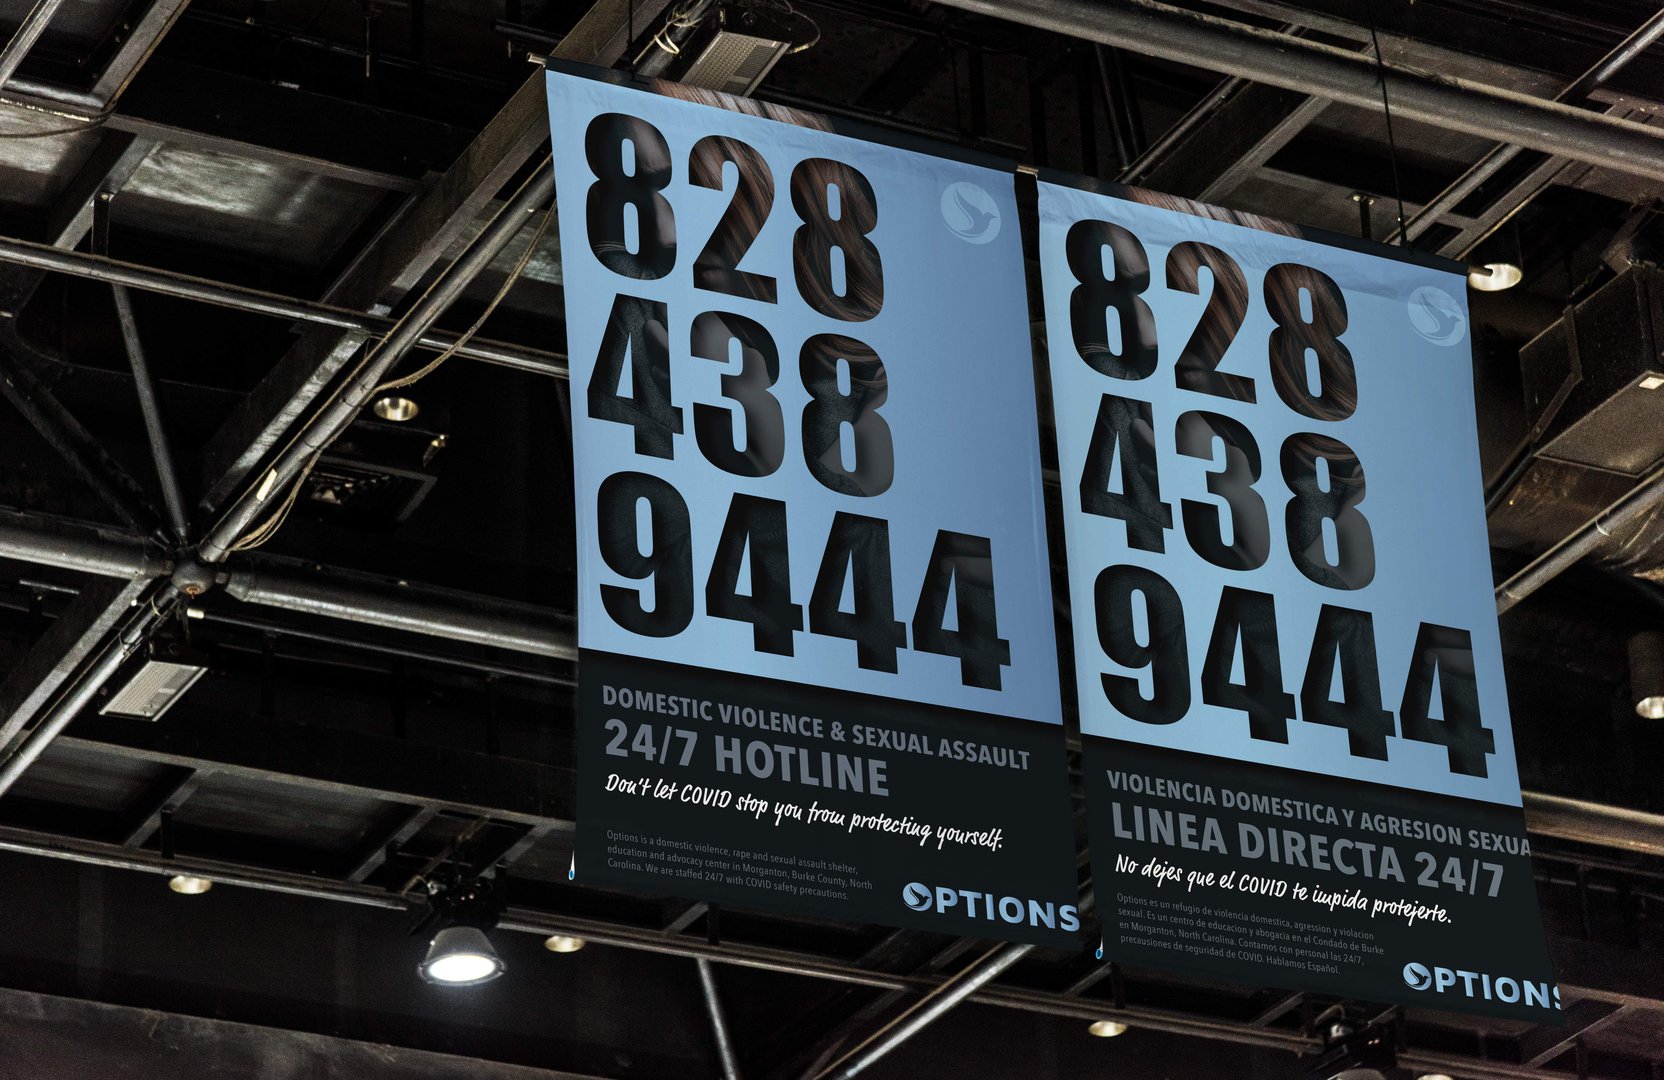 828
438
9444
DOMESTIC VIOLENCE & SEXUAL ASSAULT
24/7 HOTLINE
Don't let COVID stop you from protecting yourself.
Options is a domestic violence, rape and sexual assault shelter,
education and advocacy center in Morganton, Burke County, North
Carolina. We are staffed 24/7 with COVID safety precautions.
OPTIONS
828
438
9444
VIOLENCIA DOMESTICA Y AGRESION SEXUA
LINEA DIRECTA 24/7
No dejes que el COVID te impida protejerte.
Options es un refugio de violencia domestica, agression y violacion
sexual. Es un centro de educacion y abogacia en el Condado de Burke
en Morganton, North Carolina. Contamos con personal las 24/7,
precausiones de seguridad de COVID. Hablamos Español.
OPTIONS